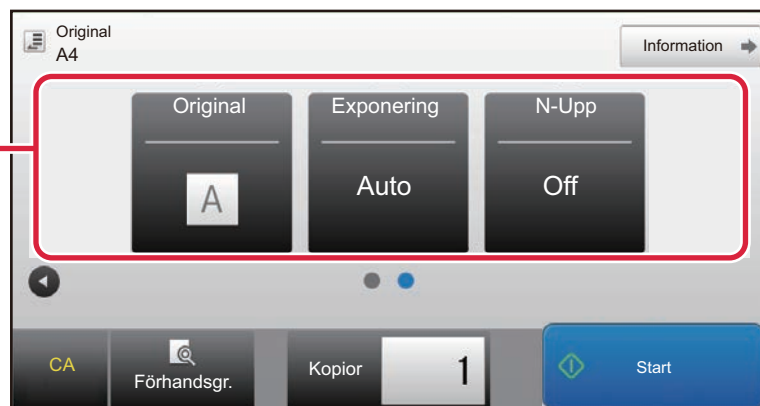 Original
A4
Information
Original
Exponering
N-Upp
A
Auto
Off
CA
Förhandsgr.
Kopior
1
Start